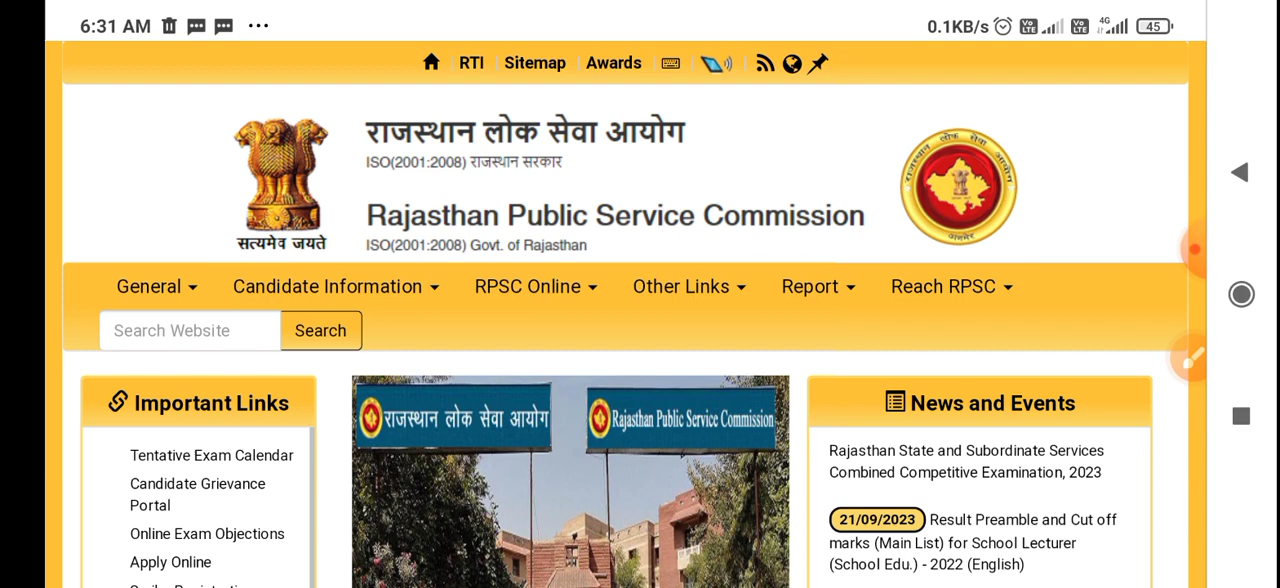 6:31 AM
0.1KB/s
4G
45
RTI Sitemap Awards
राजस्थान लोक सेवा आयोग
ISO(2001:2008) राजस्थान सरकार
Rajasthan Public Service Commission
ISO(2001:2008) Govt. of Rajasthan
सत्यमेव जयते
राजस्थान लोक सेवा आयोग
अजमेर
General Candidate Information RPSC Online Other Links Report Reach RPSC
Search Website Search
Important Links
Tentative Exam Calendar
Candidate Grievance
Portal
Online Exam Objections
Apply Online
राजस्थान लोक सेवा आयोग
Rajasthan Public Service Commission
News and Events
Rajasthan State and Subordinate Services
Combined Competitive Examination, 2023
21/09/2023 Result Preamble and Cut off
marks (Main List) for School Lecturer
(School Edu.) - 2022 (English)